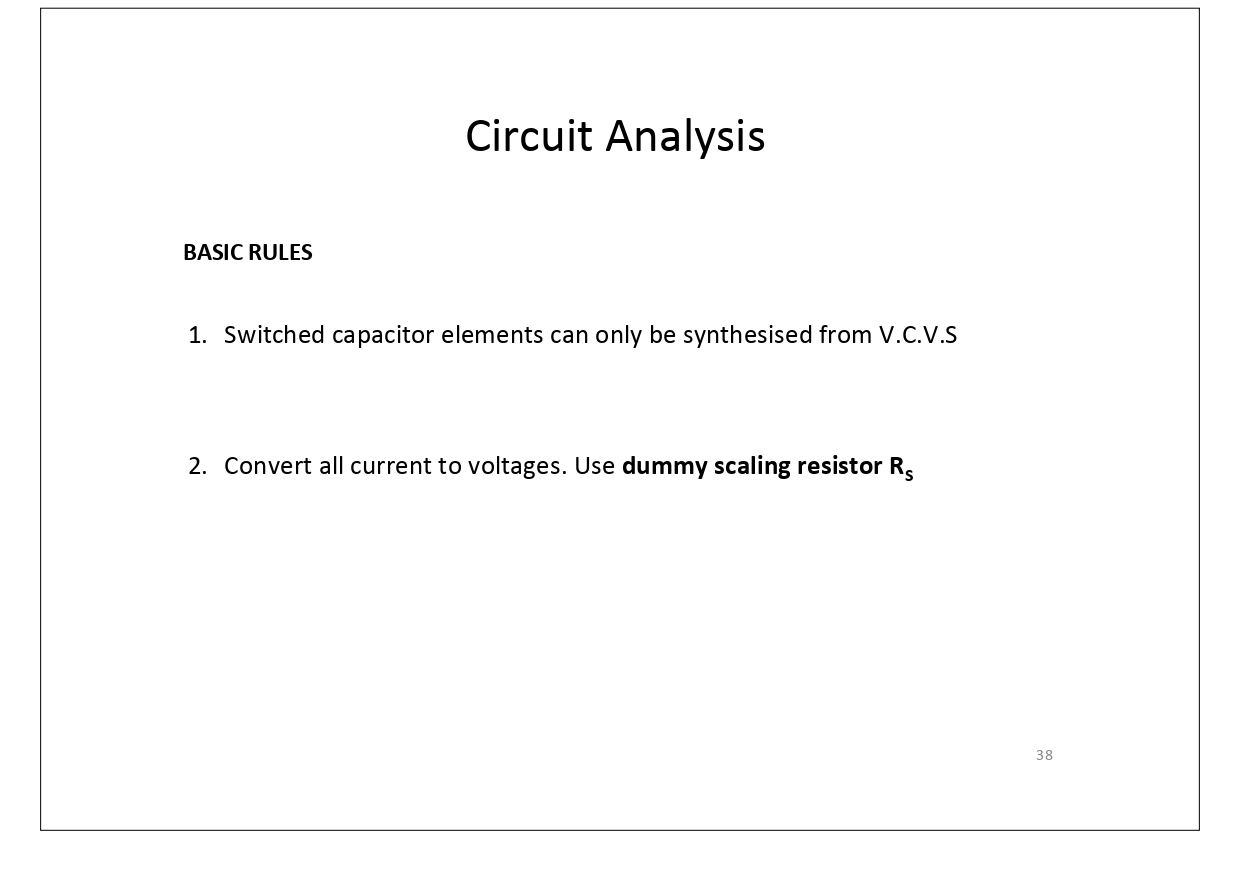 Circuit Analysis
BASIC RULES
1. Switched capacitor elements can only be synthesised from V.C.V.S
2. Convert all current to voltages. Use dummy scaling resistor RS
38